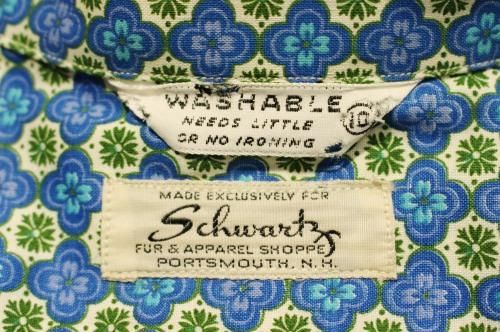 WASHABLE
NEEDS LITTLE
OR NO IRONING
10
MADE EXCLUSIVELY FOR
Schwartz
FUR & APPAREL SHOPPE
PORTSMOUTH, N.H.